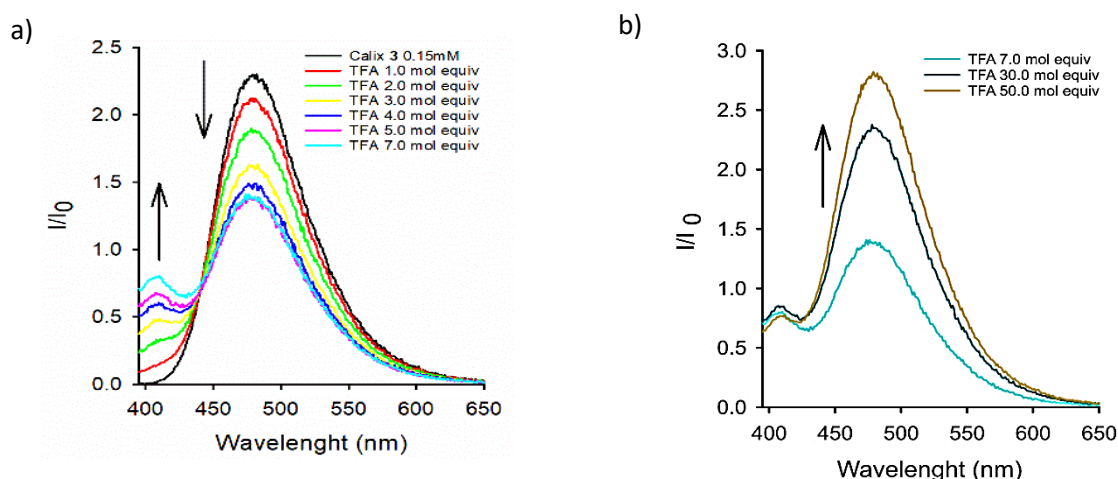 a)
2.5
2.0
1.5
1.0
0.5
0.0
I/I0
Calix 3 0.15mM
TFA 1.0 mol equiv
TFA 2.0 mol equiv
TFA 3.0 mol equiv
TFA 4.0 mol equiv
TFA 5.0 mol equiv
TFA 7.0 mol equiv
400 450 500 550 600 650
Wavelenght (nm)
b)
3.0
2.5
2.0
1.5
1.0
0.5
0.0
I/I 0
TFA 7.0 mol equiv
TFA 30.0 mol equiv
TFA 50.0 mol equiv
400 450 500 550 600 650
Wavelenght (nm)